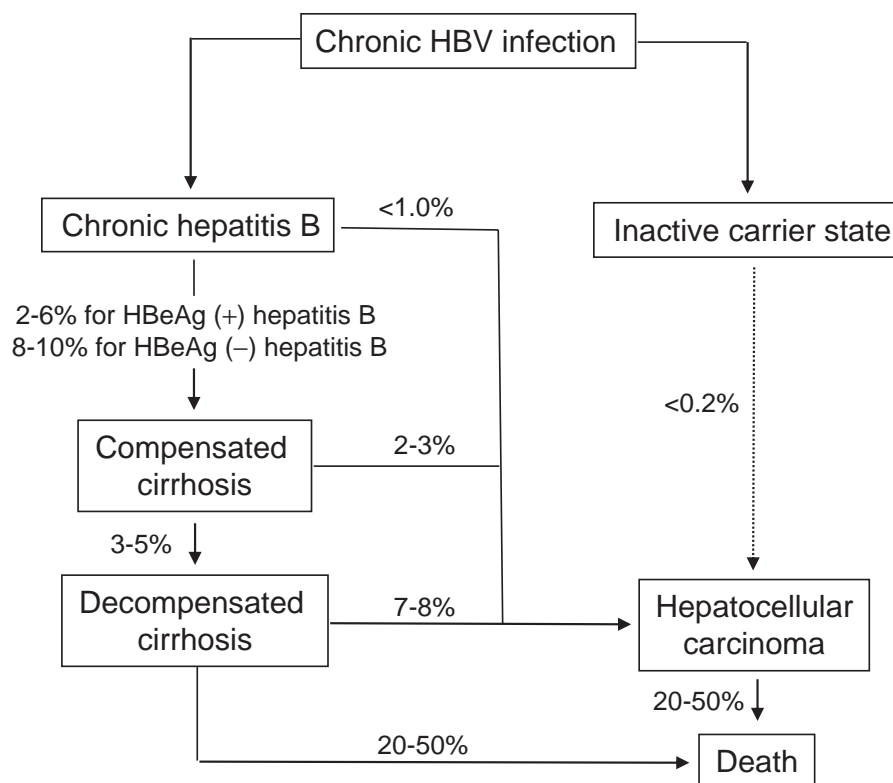 Chronic HBV infection
Chronic hepatitis B
<1.0%
Inactive carrier state
2-6% for HBeAg (+) hepatitis B
8-10% for HBeAg (−) hepatitis B
<0.2%
Compensated
cirrhosis
2-3%
3-5%
Decompensated
cirrhosis
7-8%
Hepatocellular
carcinoma
20-50%
20-50%
Death